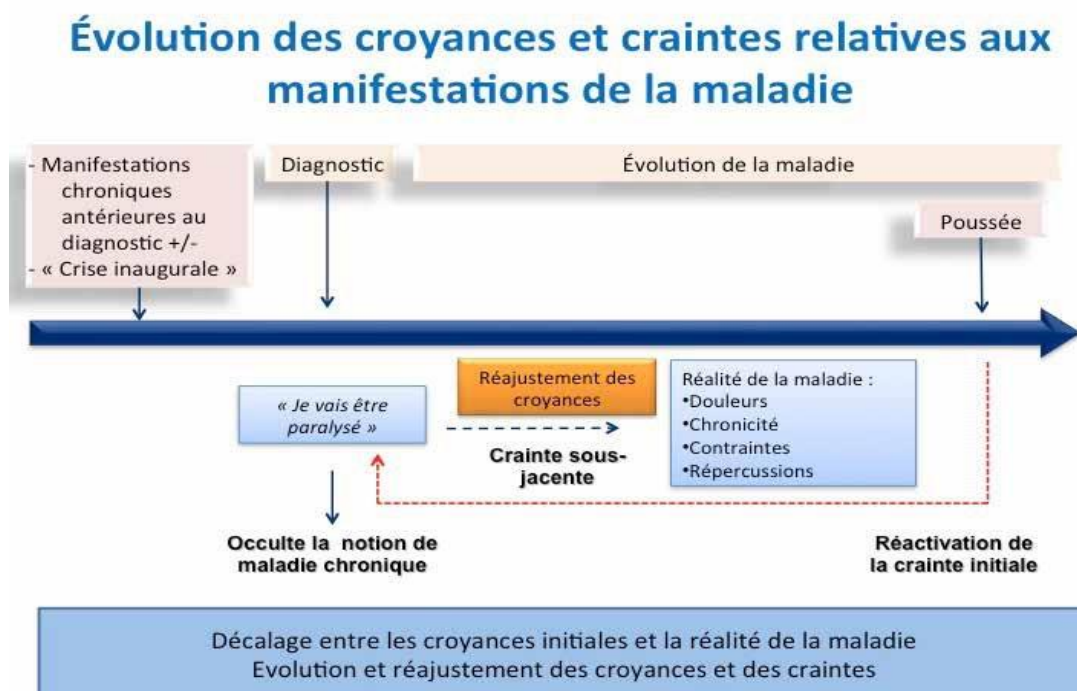 Évolution des croyances et craintes relatives aux
manifestations de la maladie
- Manifestations
chroniques
antérieures au
diagnostic +/-
- « Crise inaugurale »
Diagnostic
Évolution de la maladie
Poussée
« Je vais être
paralysé »
Réajustement des
croyances
Crainte sous-
jacente
Réalité de la maladie :
•Douleurs
•Chronicité
•Contraintes
•Répercussions
Occulte la notion de
maladie chronique
Réactivation de
la crainte initiale
Décalage entre les croyances initiales et la réalité de la maladie
Evolution et réajustement des croyances et des craintes